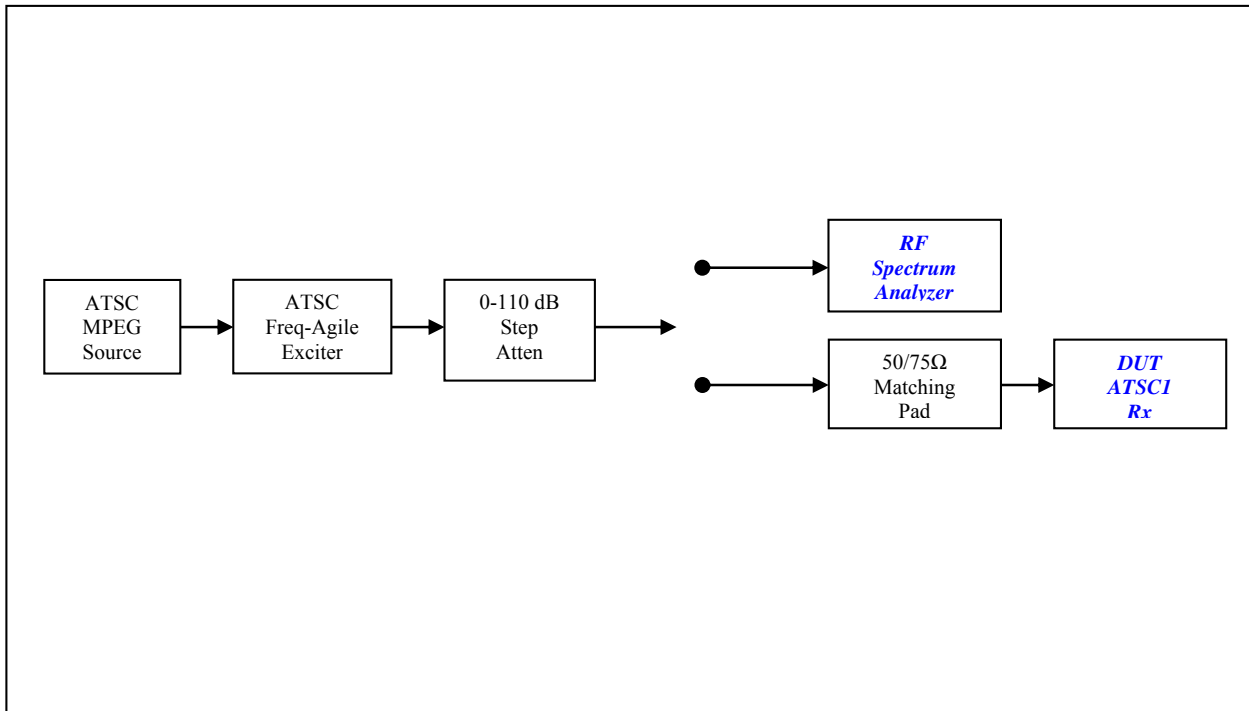 ATSC
MPEG
Source
ATSC
Freq-Agile
Exciter
0-110 dB
Step
Atten
RF
Spectrum
Analyzer
50/75Ω
Matching
Pad
DUT
ATSC1
Rx